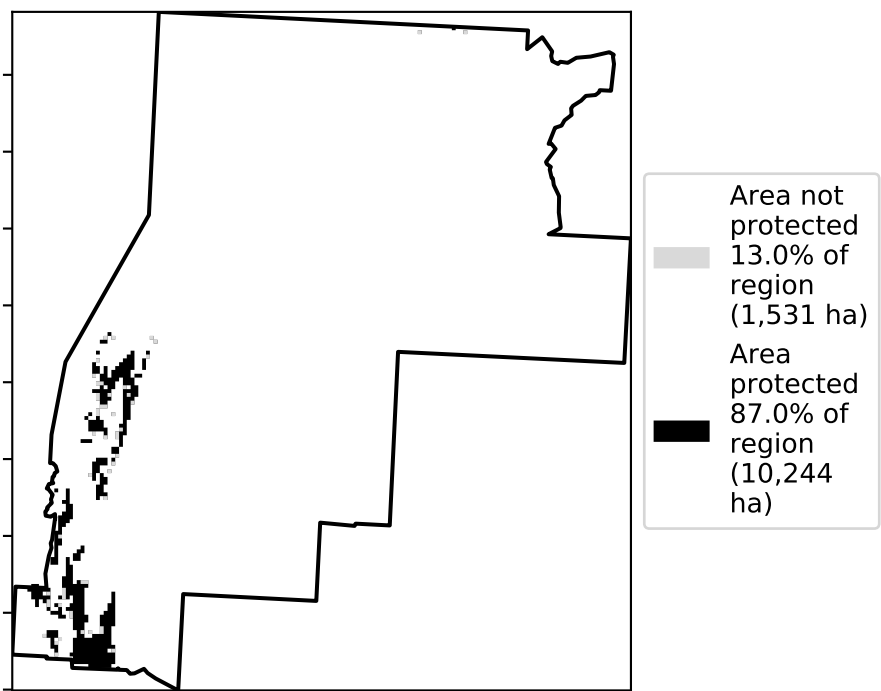 Area not
protected
13.0% of
region
(1,531 ha)
Area
protected
87.0% of
region
(10,244
ha)